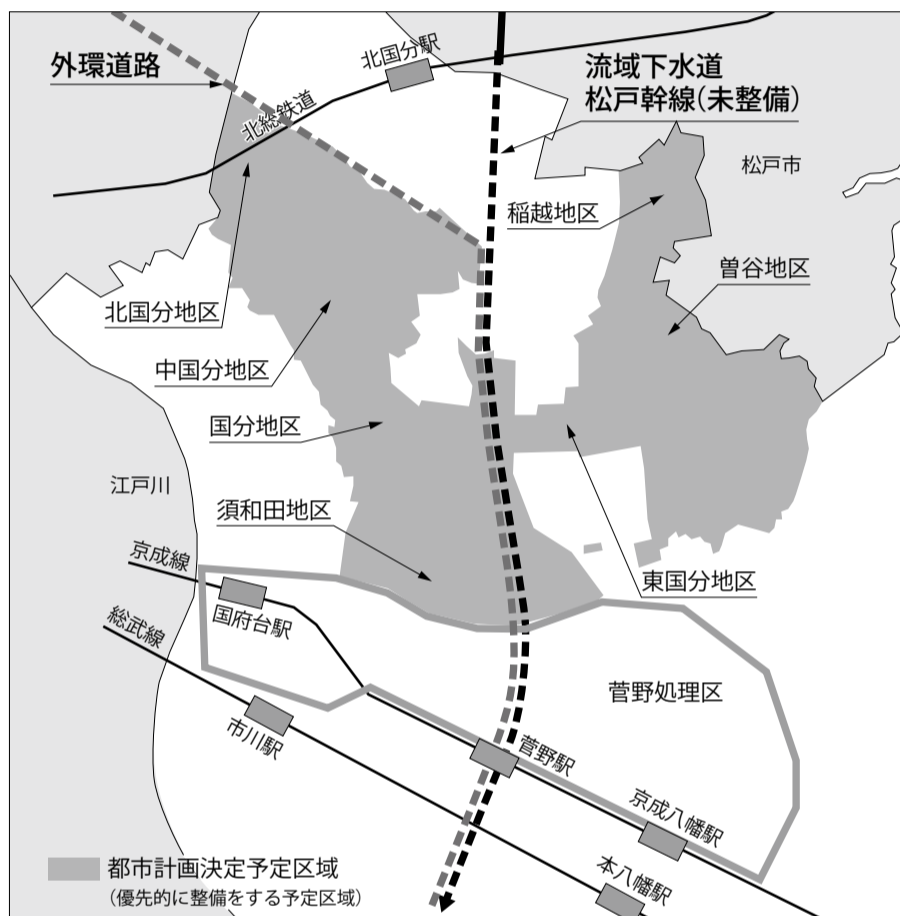 外環道路
北国分駅
流域下水道
松戸幹線(未整備)
北総鉄道
松戸市
稲越地区
曽谷地区
北国分地区
中国分地区
国分地区
江戸川
須和田地区
京成線
東国分地区
国府台駅
総武線
菅野処理区
市川駅
菅野駅
京成八幡駅
本八幡駅
都市計画決定予定区域
(優先的に整備をする予定区域)